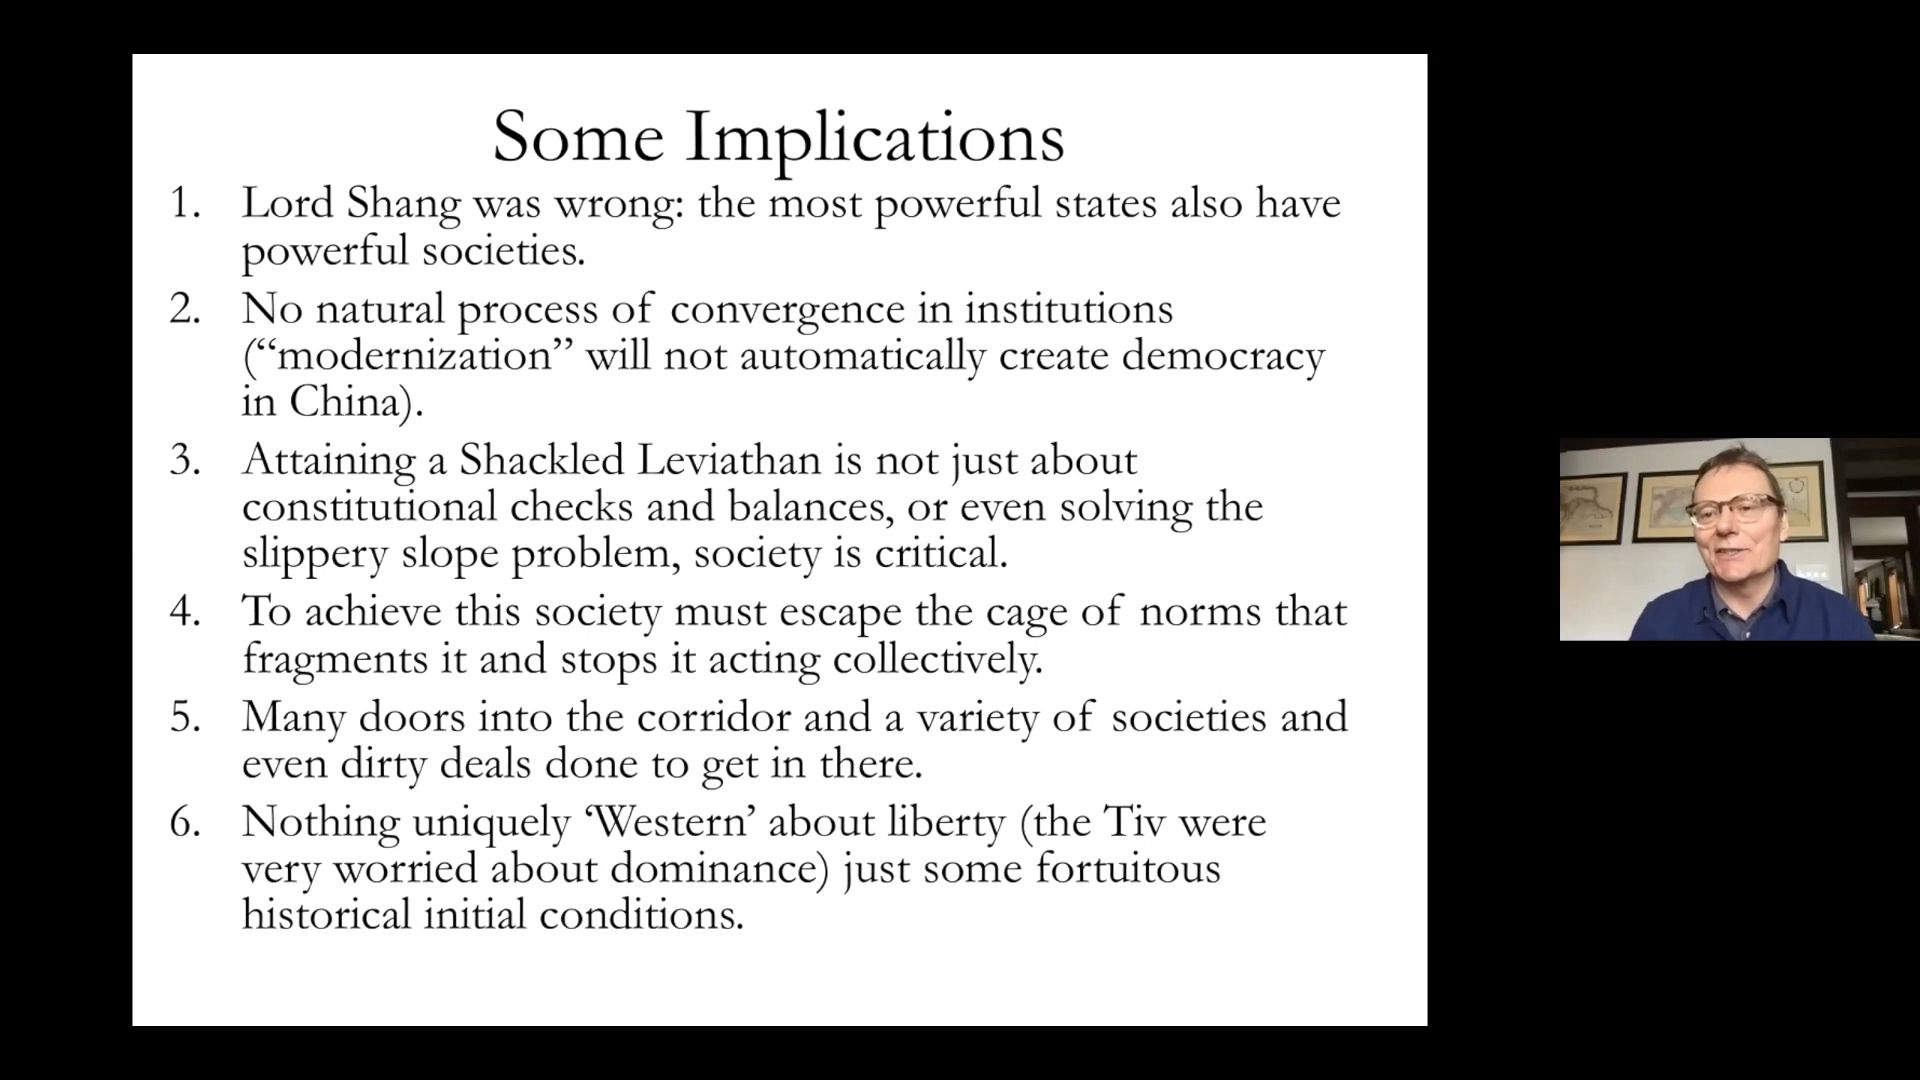 Some Implications
1. Lord Shang was wrong: the most powerful states also have
powerful societies.
2. No natural process of convergence in institutions
(“modernization” will not automatically create democracy
in China).
3. Attaining a Shackled Leviathan is not just about
constitutional checks and balances, or even solving the
slippery slope problem, society is critical.
4. To achieve this society must escape the cage of norms that
fragments it and stops it acting collectively.
5. Many doors into the corridor and a variety of societies and
even dirty deals done to get in there.
6. Nothing uniquely ‘Western’ about liberty (the Tiv were
very worried about dominance) just some fortuitous
historical initial conditions.